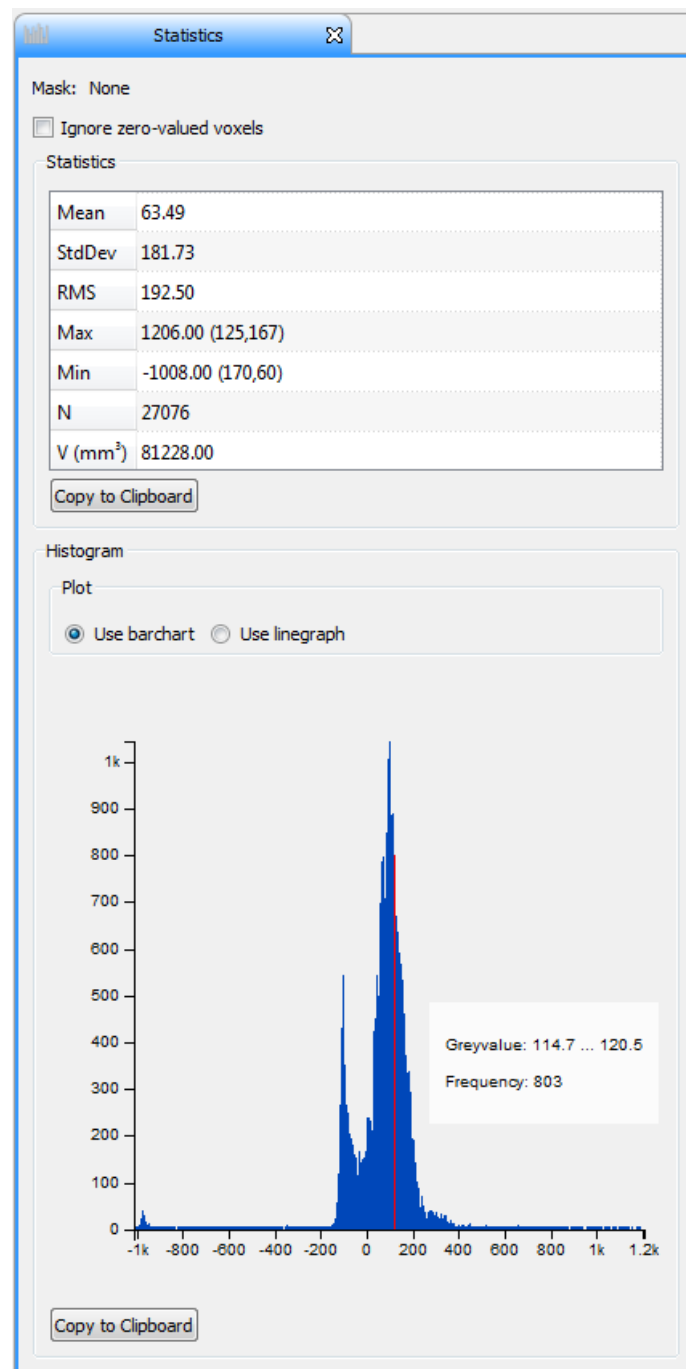 Statistics
Mask: None
Ignore zero-valued voxels
Statistics
Mean 63.49
StdDev 181.73
RMS 192.50
Max 1206.00 (125,167)
Min -1008.00 (170,60)
N 27076
V (mm³) 81228.00
Copy to Clipboard
Histogram
Plot
Use barchart Use linegraph
1k
900
800
700
600
500
400
Greyvalue: 114.7 ... 120.5
Frequency: 803
300
200
100
0
-1k -800 -600 -400 -200 0 200 400 600 800 1k 1.2k
Copy to Clipboard